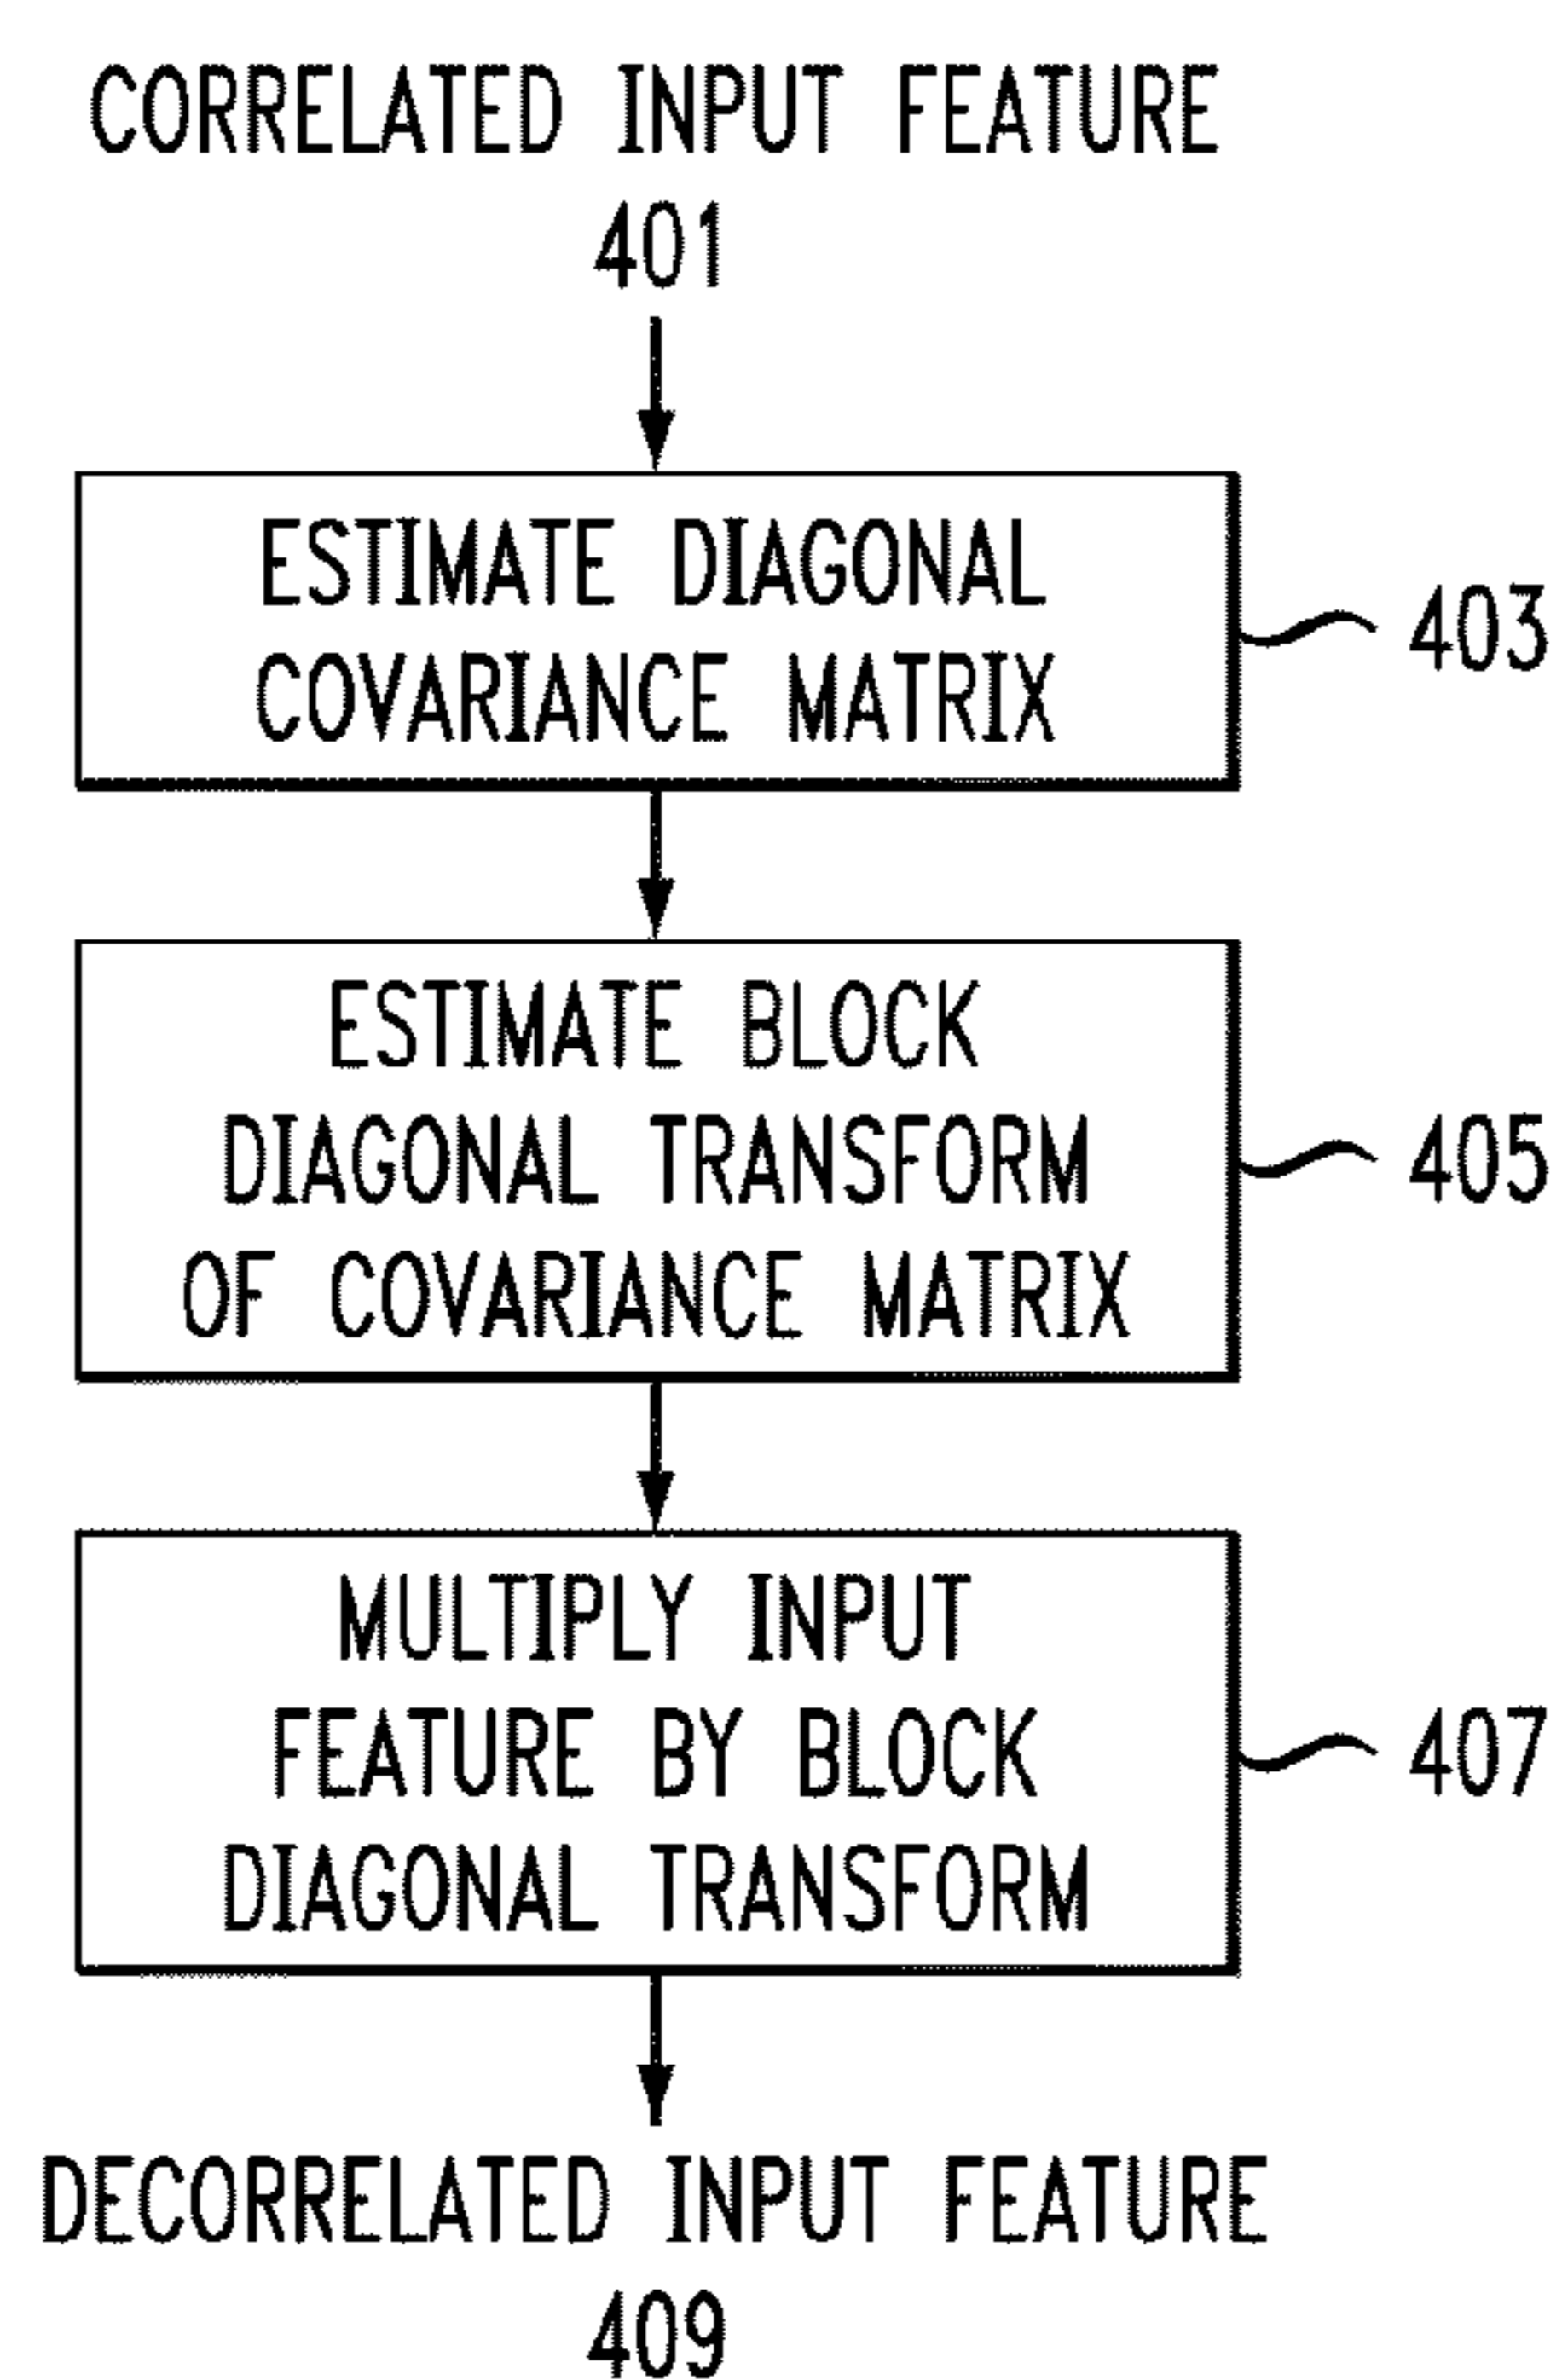 CORRELATED INPUT FEATURE
401
ESTIMATE DIAGONAL
COVARIANCE MATRIX
403
ESTIMATE BLOCK
DIAGONAL TRANSFORM
OF COVARIANCE MATRIX
405
MULTIPLY INPUT
FEATURE BY BLOCK
DIAGONAL TRANSFORM
407
DECORRELATED INPUT FEATURE
409